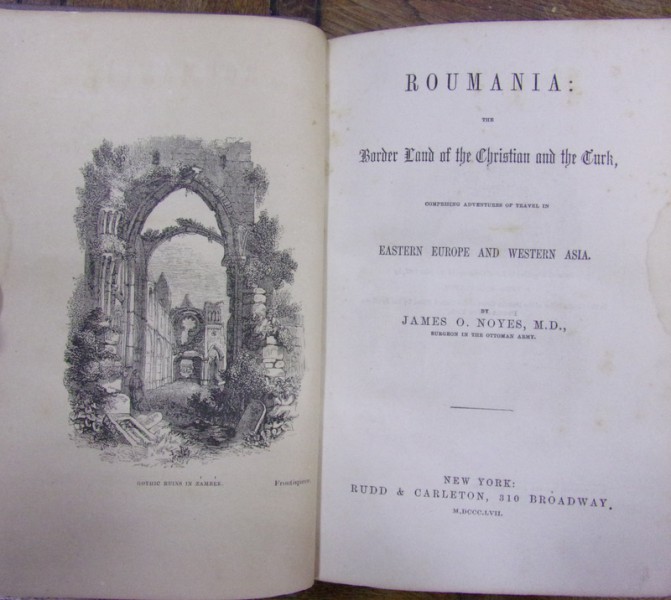 GOTHIC RUINS IN ZAMBEK.
Frontispiece.
ROUMANIA:
THE
Border Land of the Christian and the Turk,
COMPRISING ADVENTURES OF TRAVEL IN
EASTERN EUROPE AND WESTERN ASIA.
BY
JAMES O. NOYES, M.D.,
SURGEON IN THE OTTOMAN ARMY.
NEW YORK:
RUDD & CARLETON, 310 BROADWAY.
M.DCCC.LVII.